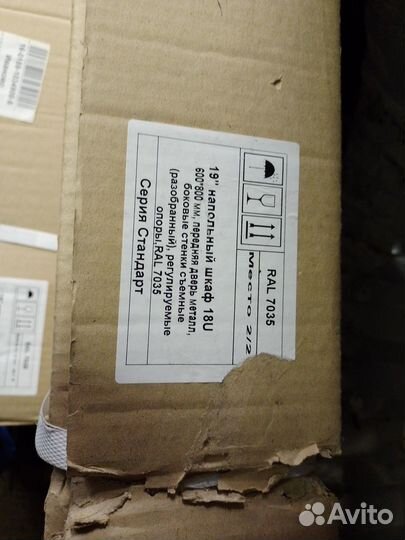 19" напольный шкаф 18U
600*800 мм, передняя дверь металл,
боковые стенки съемные
(разобранный), регулируемые
опоры,RAL 7035
Серия Стандарт
RAL 7035
Место 2/2
Avito